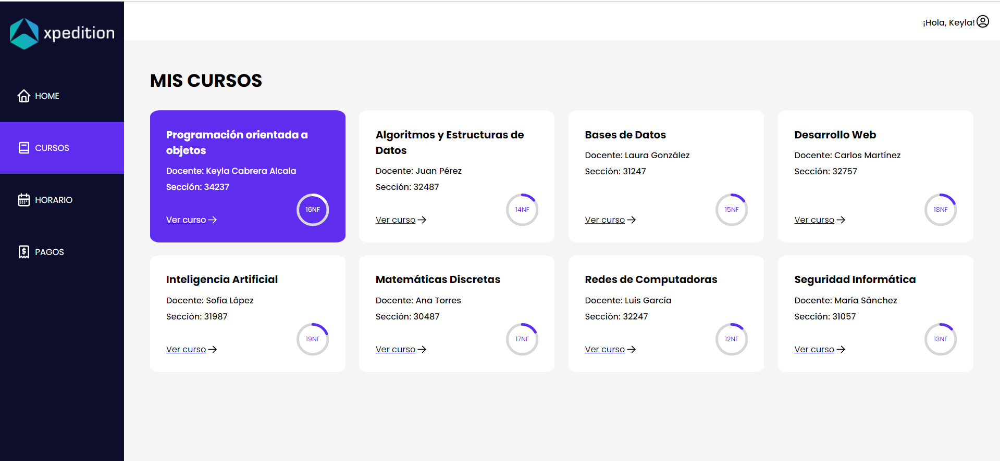 xpedition
¡Hola, Keyla!
HOME
CURSOS
HORARIO
PAGOS
MIS CURSOS
Programación orientada a
objetos
Docente: Keyla Cabrera Alcala
Sección: 34237
16NF
Ver curso
Algoritmos y Estructuras de
Datos
Docente: Juan Pérez
Sección: 32487
14NF
Ver curso
Bases de Datos
Docente: Laura González
Sección: 31247
15NF
Ver curso
Desarrollo Web
Docente: Carlos Martínez
Sección: 32757
18NF
Ver curso
Inteligencia Artificial
Docente: Sofía López
Sección: 31987
19NF
Ver curso
Matemáticas Discretas
Docente: Ana Torres
Sección: 30487
17NF
Ver curso
Redes de Computadoras
Docente: Luis García
Sección: 32247
12NF
Ver curso
Seguridad Informática
Docente: María Sánchez
Sección: 31057
13NF
Ver curso